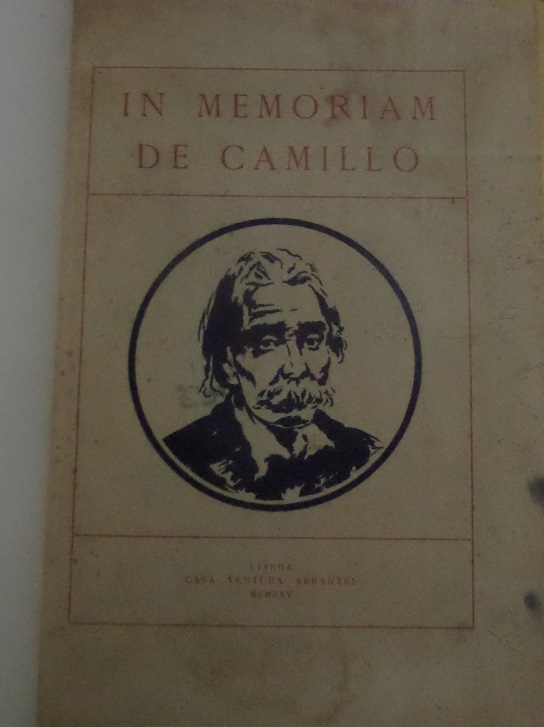 IN MEMORIAM
DE CAMILLO
LISBOA
CASA VENTURA ABRANTES
MCMXXV